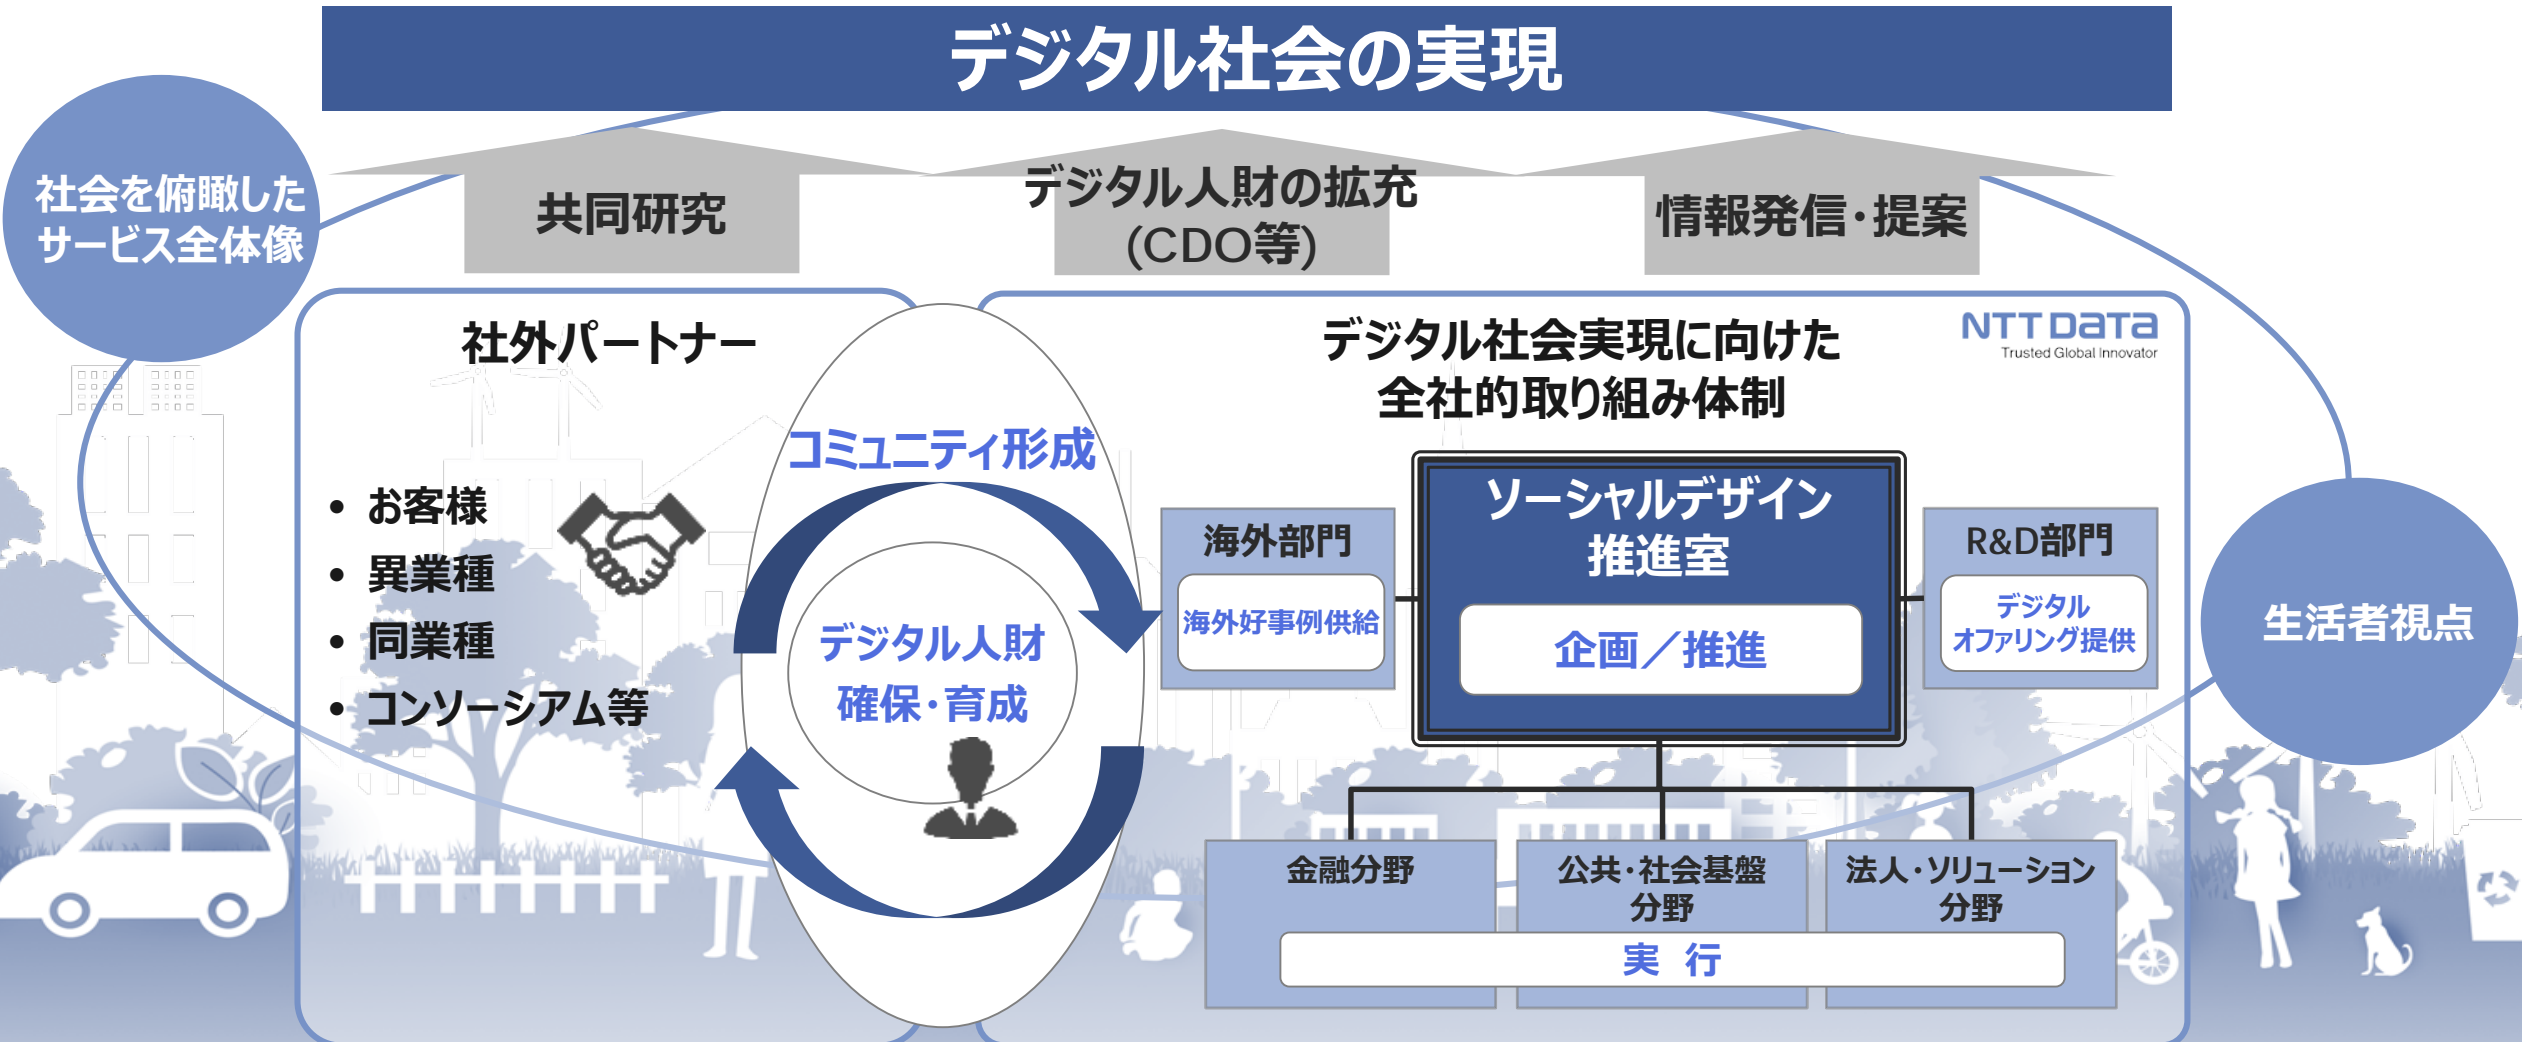 デジタル社会の実現
社会を俯瞰した
サービス全体像
共同研究
デジタル人財の拡充
(CDO等)
情報発信・提案
社外パートナー
• お客様
• 異業種
• 同業種
• コンソーシアム等
コミュニティ形成
デジタル人財
確保・育成
デジタル社会実現に向けた
全社的取り組み体制
NTT DATA
Trusted Global Innovator
海外部門
海外好事例供給
ソーシャルデザイン
推進室
企画／推進
R&D部門
デジタル
オファリング提供
生活者視点
金融分野
公共・社会基盤
分野
法人・ソリューション
分野
実 行